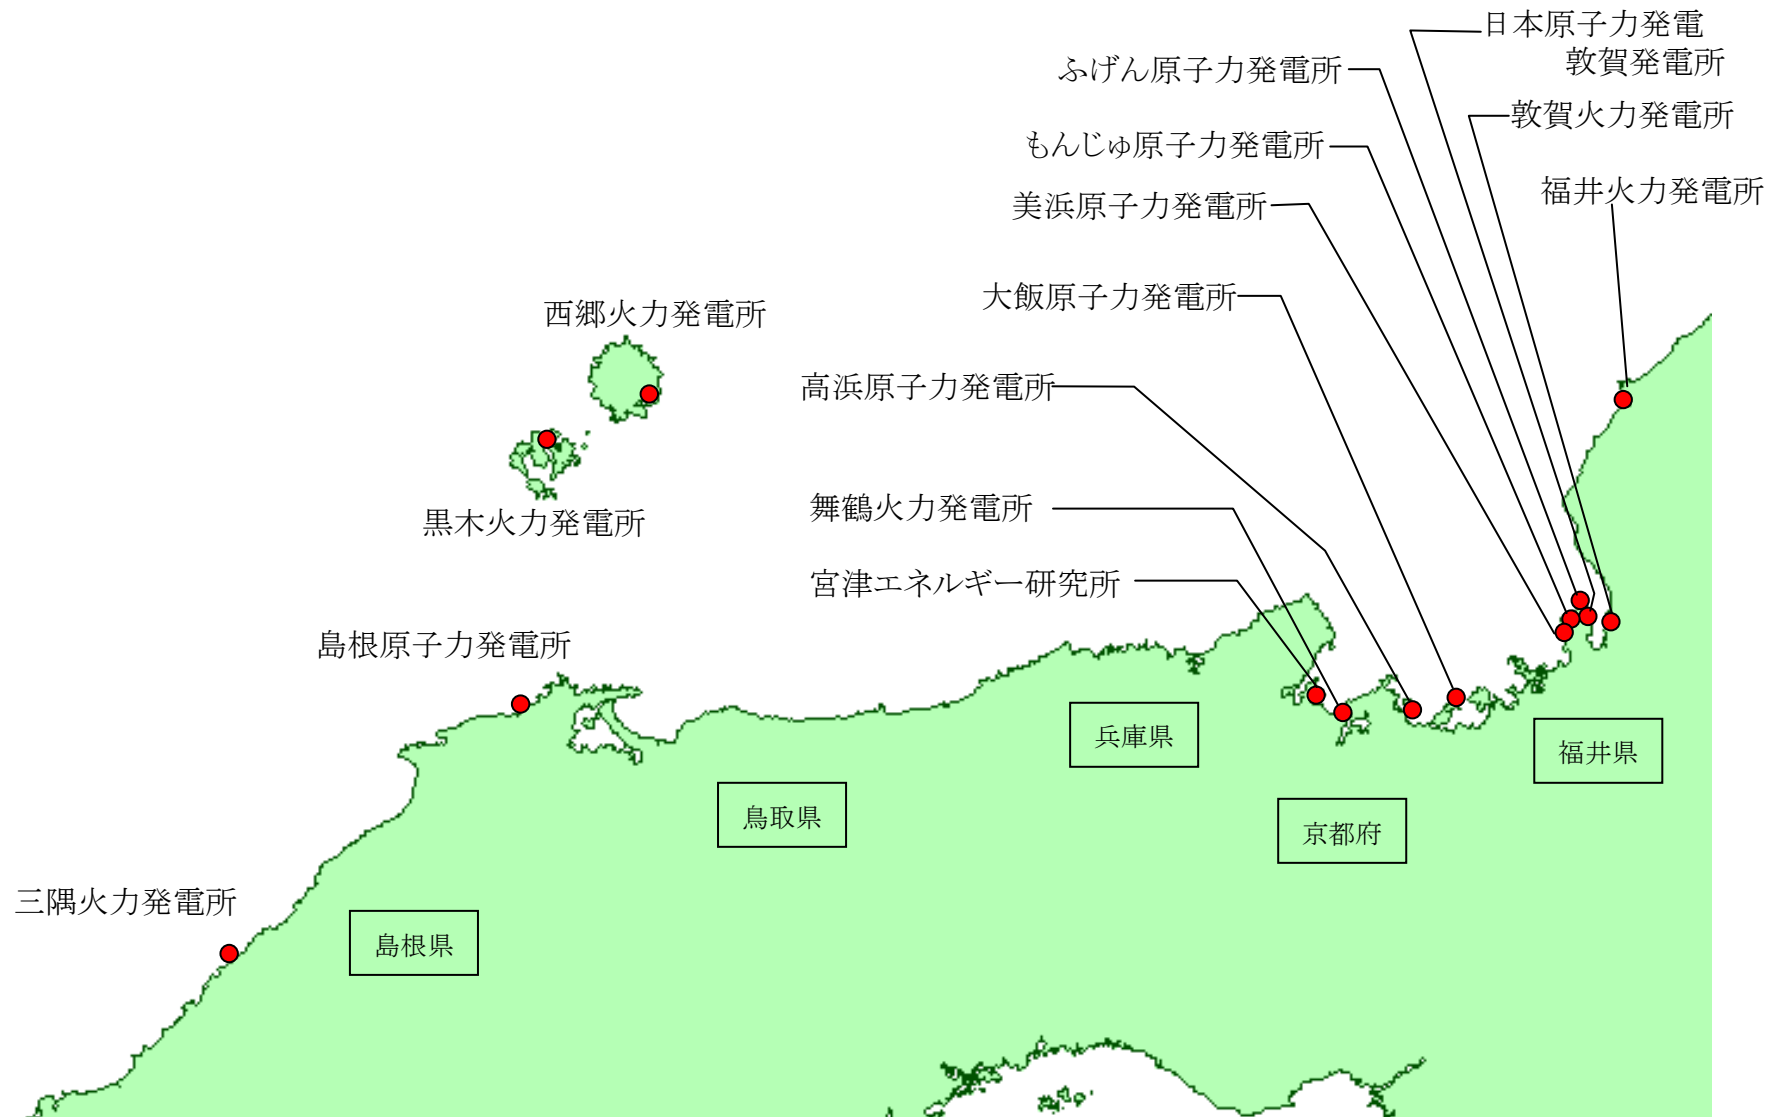 日本原子力発電
敦賀発電所
ふげん原子力発電所
敦賀火力発電所
もんじゅ原子力発電所
福井火力発電所
美浜原子力発電所
大飯原子力発電所
西郷火力発電所
高浜原子力発電所
舞鶴火力発電所
黒木火力発電所
宮津エネルギー研究所
島根原子力発電所
兵庫県
福井県
鳥取県
京都府
三隅火力発電所
島根県